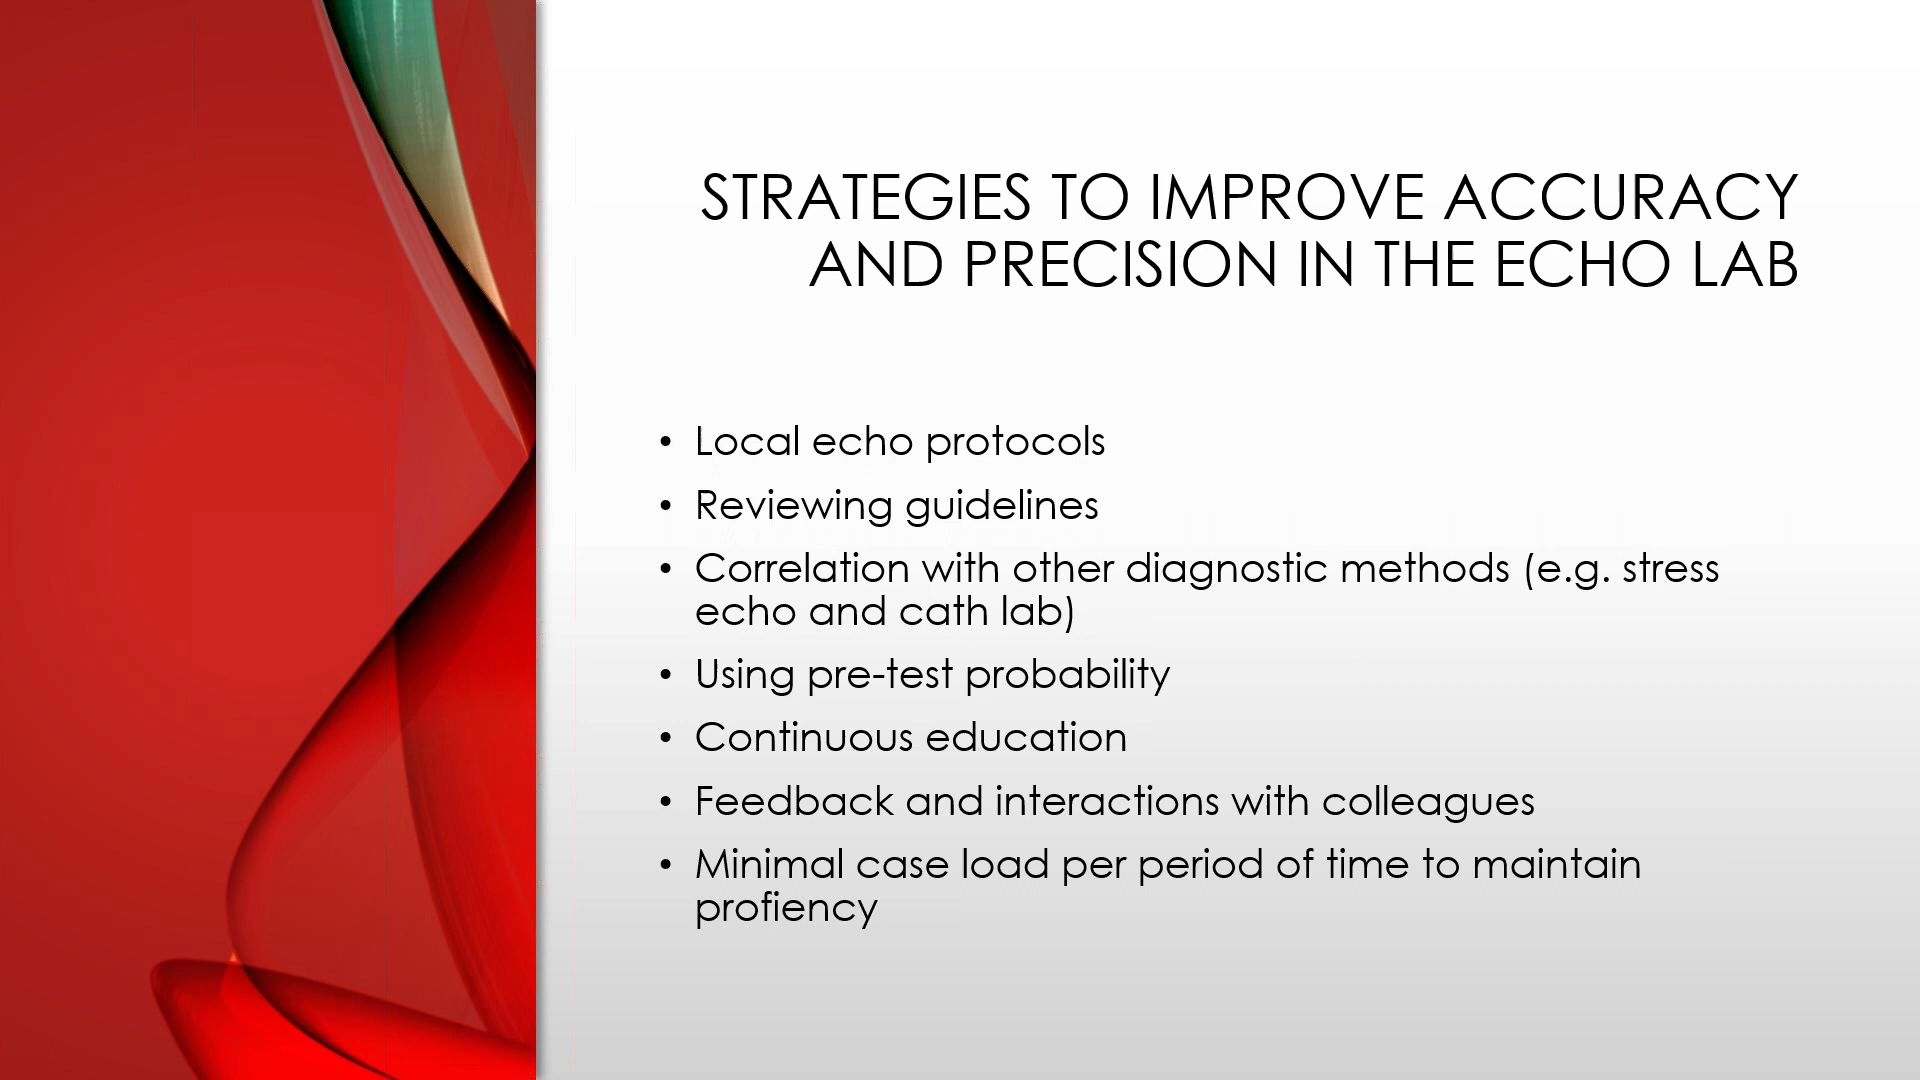 STRATEGIES TO IMPROVE ACCURACY
AND PRECISION IN THE ECHO LAB
• Local echo protocols
• Reviewing guidelines
• Correlation with other diagnostic methods (e.g. stress
echo and cath lab)
• Using pre-test probability
• Continuous education
• Feedback and interactions with colleagues
• Minimal case load per period of time to maintain
profiency